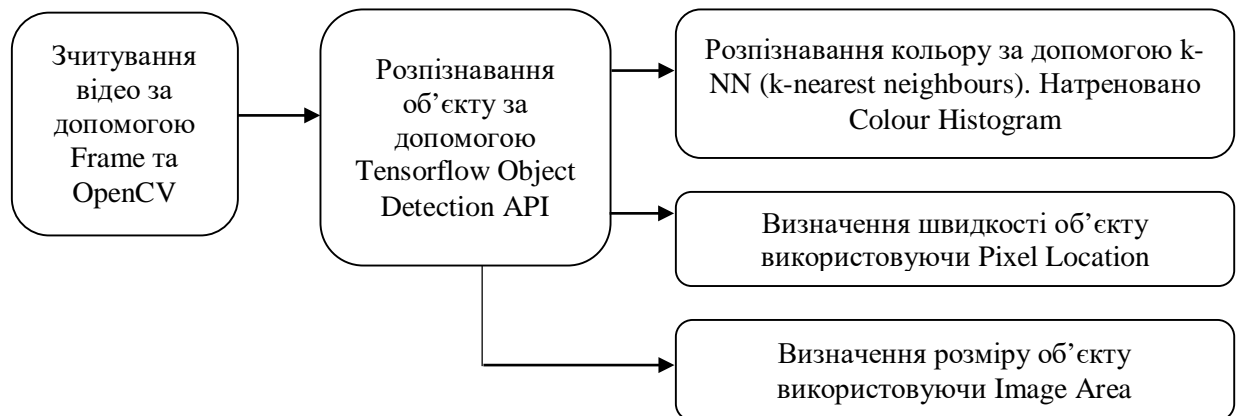 Зчитування
відео за
допомогою
Frame та
OpenCV
Розпізнавання
об’єкту за
допомогою
Tensorflow Object
Detection API
Розпізнавання кольору за допомогою k-
NN (k-nearest neighbours). Натреновано
Colour Histogram
Визначення швидкості об’єкту
використовуючи Pixel Location
Визначення розміру об’єкту
використовуючи Image Area